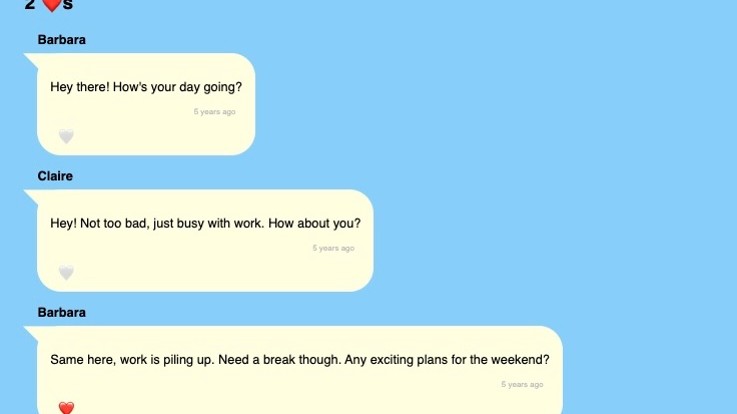 2 ❤️s
Barbara
Hey there! How's your day going?
5 years ago
🤍
Claire
Hey! Not too bad, just busy with work. How about you?
5 years ago
🤍
Barbara
Same here, work is piling up. Need a break though. Any exciting plans for the weekend?
5 years ago
❤️